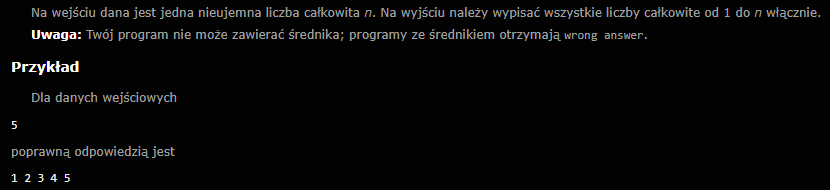 Na wejściu dana jest jedna nieujemna liczba całkowita n. Na wyjściu należy wypisać wszystkie liczby całkowite od 1 do n włącznie.
Uwaga: Twój program nie może zawierać średnika; programy ze średnikiem otrzymają wrong answer.
Przykład
Dla danych wejściowych
5
poprawną odpowiedzią jest
1 2 3 4 5